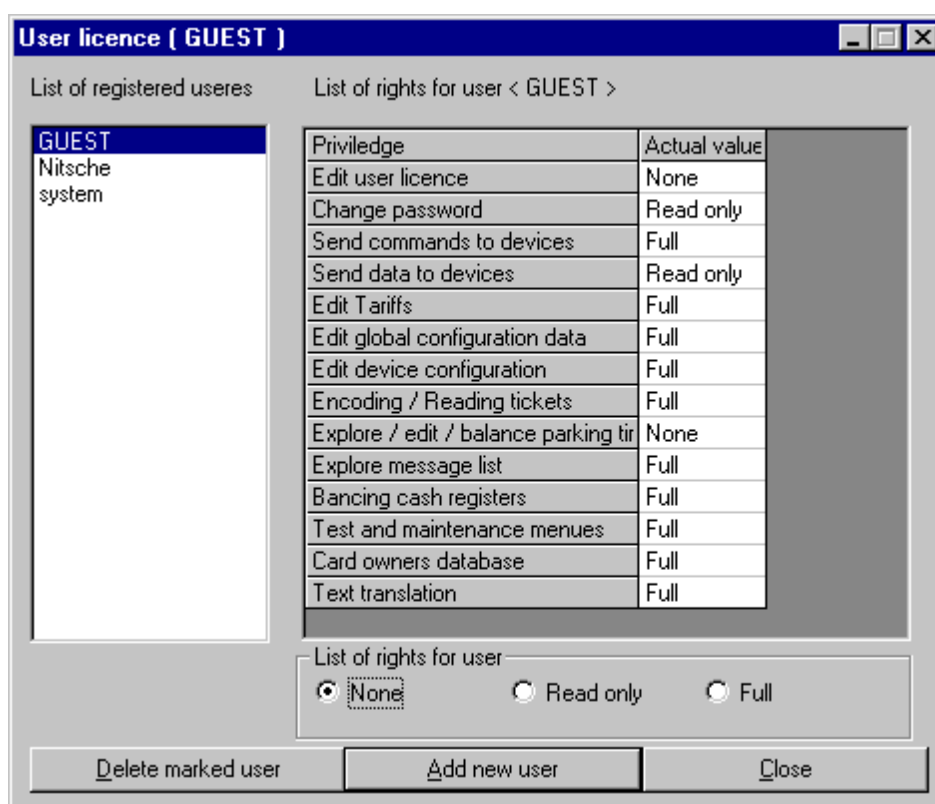 User licence ( GUEST )
List of registered useres
List of rights for user < GUEST >
GUEST
Nitsche
system
Priviledge Actual value
Edit user licence None
Change password Read only
Send commands to devices Full
Send data to devices Read only
Edit Tariffs Full
Edit global configuration data Full
Edit device configuration Full
Encoding / Reading tickets Full
Explore / edit / balance parking tir None
Explore message list Full
Bancing cash registers Full
Test and maintenance menues Full
Card owners database Full
Text translation Full
List of rights for user
None Read only Full
Delete marked user Add new user Close